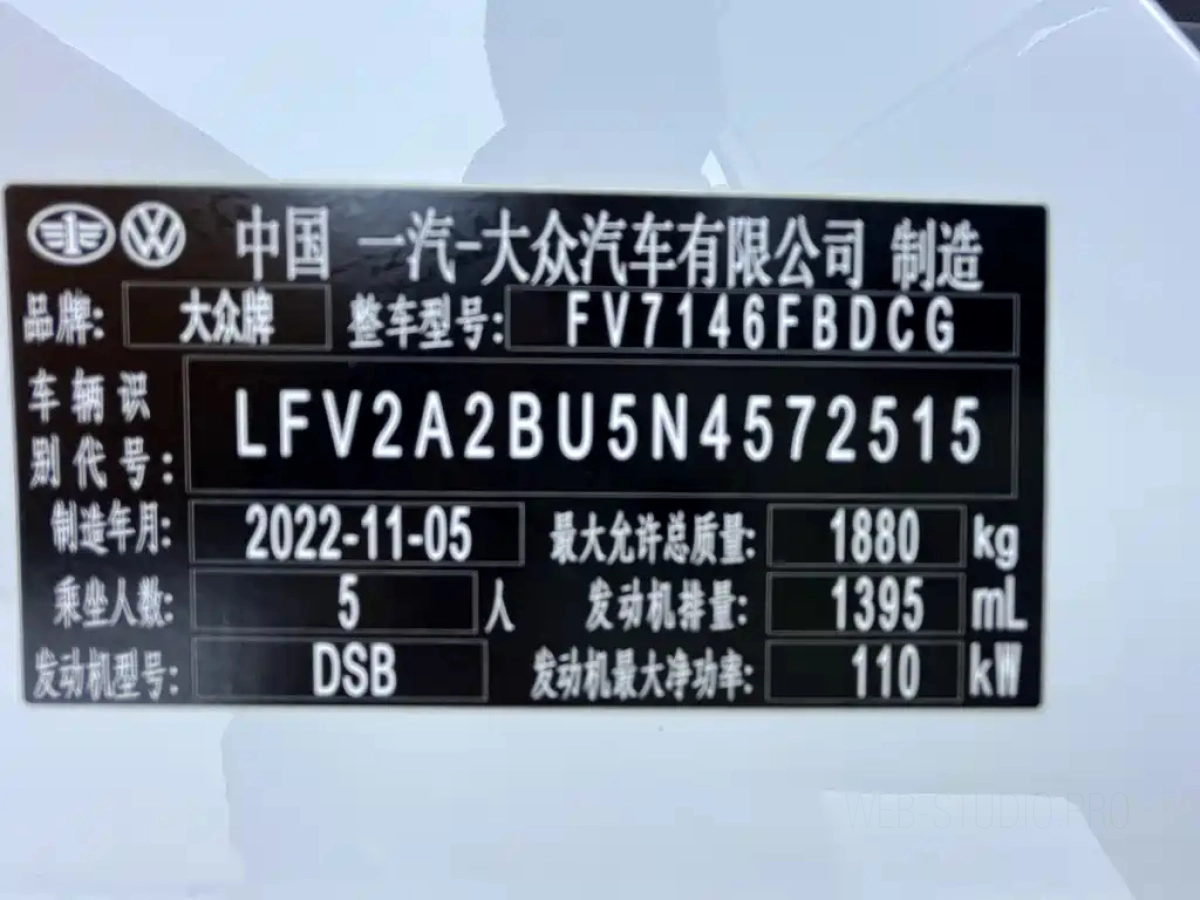 中国 一汽-大众汽车有限公司 制造
品牌: 大众牌 整车型号: FV7146FBDCG
车辆识
别代号: LFV2A2BU5N4572515
制造年月: 2022-11-05 最大允许总质量: 1880 kg
乘坐人数: 5 人 发动机排量: 1395 mL
发动机型号: DSB 发动机最大净功率: 110 kW
WEB-STUDIO PRO